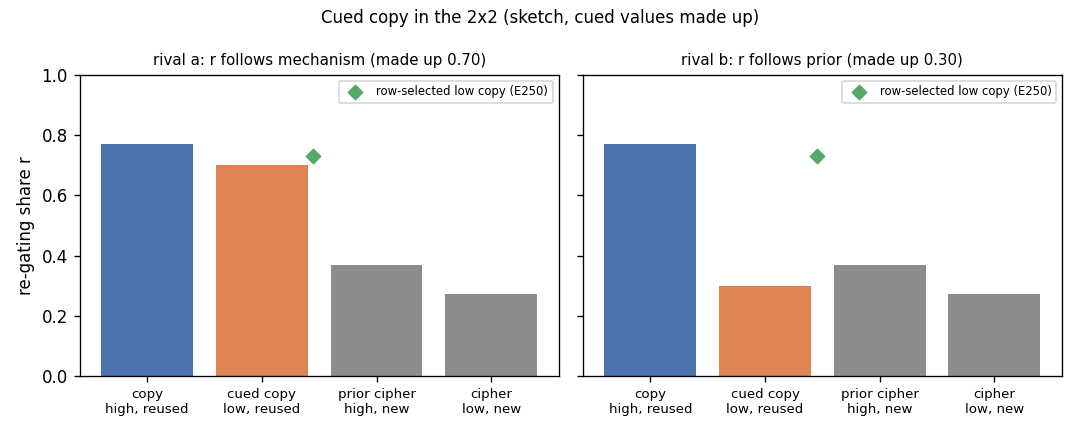 Cued copy in the 2x2 (sketch, cued values made up)
rival a: r follows mechanism (made up 0.70)
rival b: r follows prior (made up 0.30)
re-gating share r
1.0
0.8
0.6
0.4
0.2
0.0
row-selected low copy (E250)
row-selected low copy (E250)
copy
high, reused
cued copy
low, reused
prior cipher
high, new
cipher
low, new
copy
high, reused
cued copy
low, reused
prior cipher
high, new
cipher
low, new